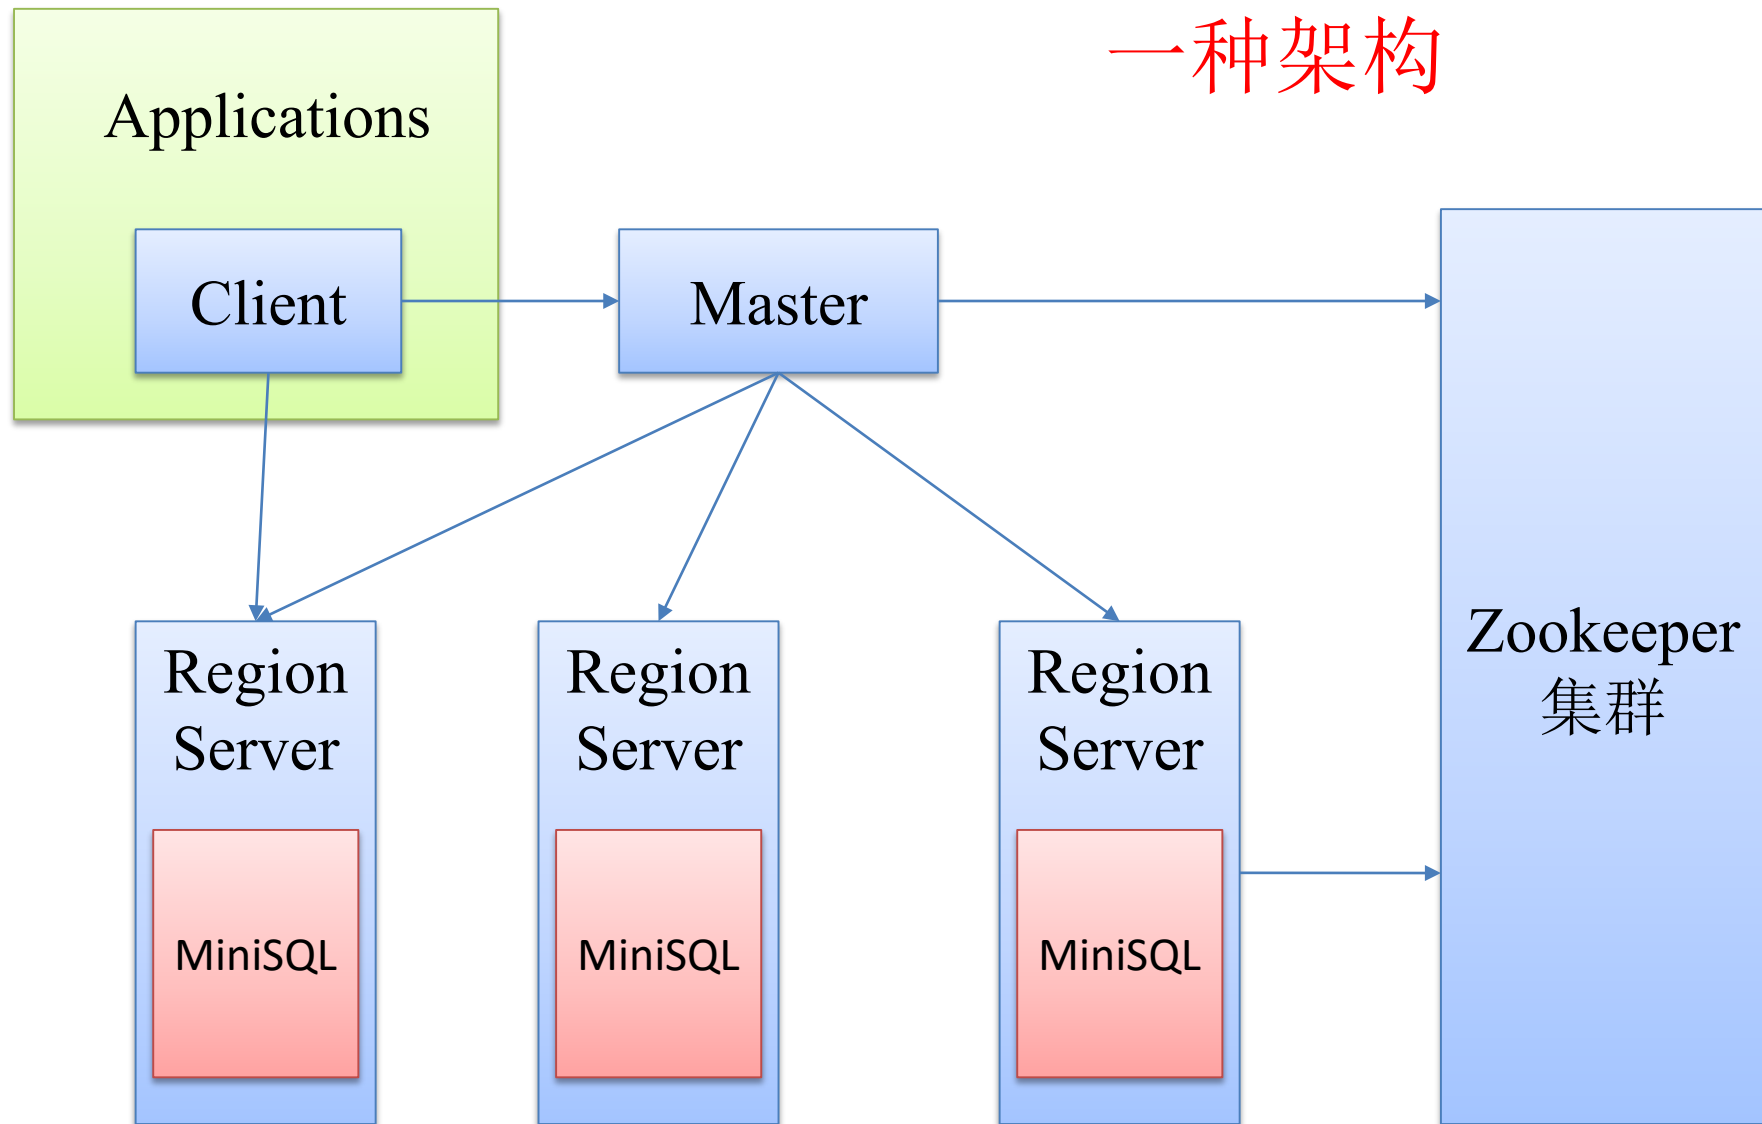 一种架构
Applications
Client
Master
Region
Server
MiniSQL
Region
Server
MiniSQL
Region
Server
MiniSQL
Zookeeper
集群